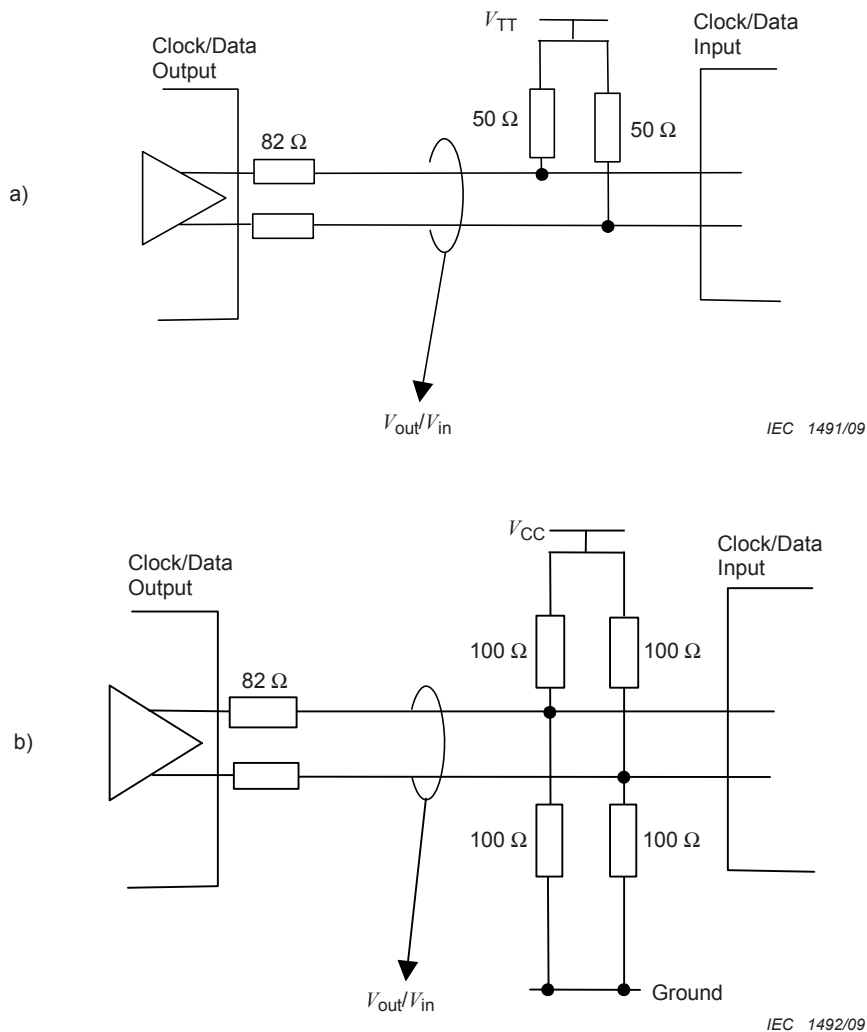 Clock/Data
Output
V_TT
Clock/Data
Input
50 Ω
50 Ω
82 Ω
a)
V_out/V_in
IEC 1491/09
Clock/Data
Output
V_CC
Clock/Data
Input
100 Ω
100 Ω
82 Ω
b)
100 Ω
100 Ω
V_out/V_in
Ground
IEC 1492/09